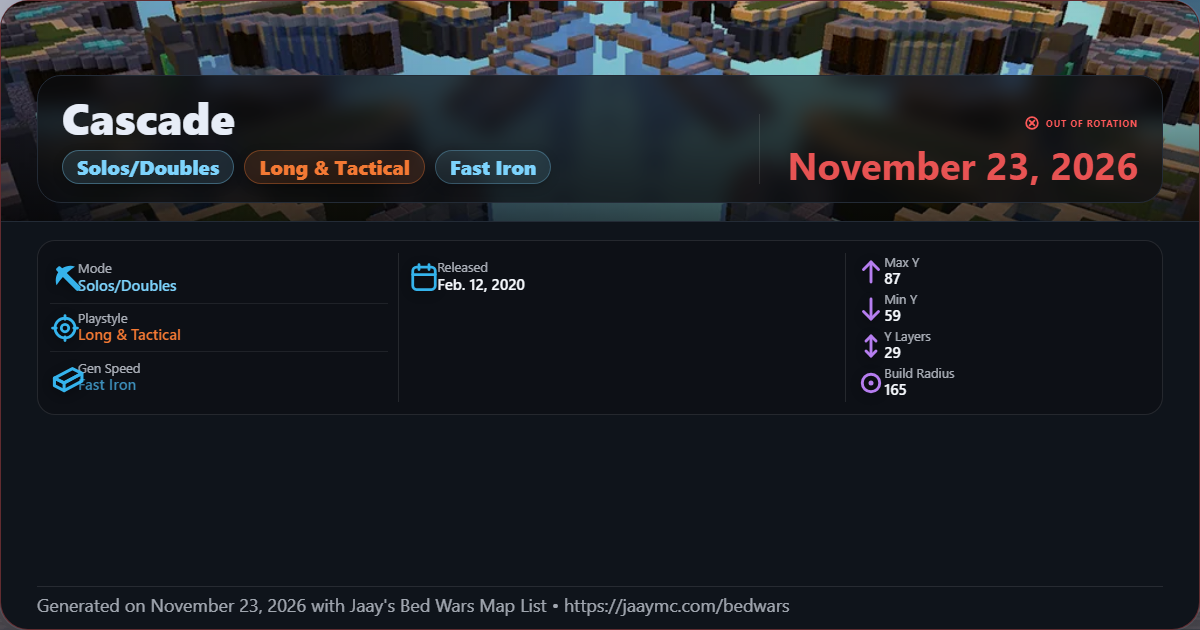 Cascade
Solos/Doubles
Long & Tactical
Fast Iron
OUT OF ROTATION
November 23, 2026
Mode
Solos/Doubles
Playstyle
Long & Tactical
Gen Speed
Fast Iron
Released
Feb. 12, 2020
Max Y
87
Min Y
59
Y Layers
29
Build Radius
165
Generated on November 23, 2026 with Jaay's Bed Wars Map List • https://jaaymc.com/bedwars